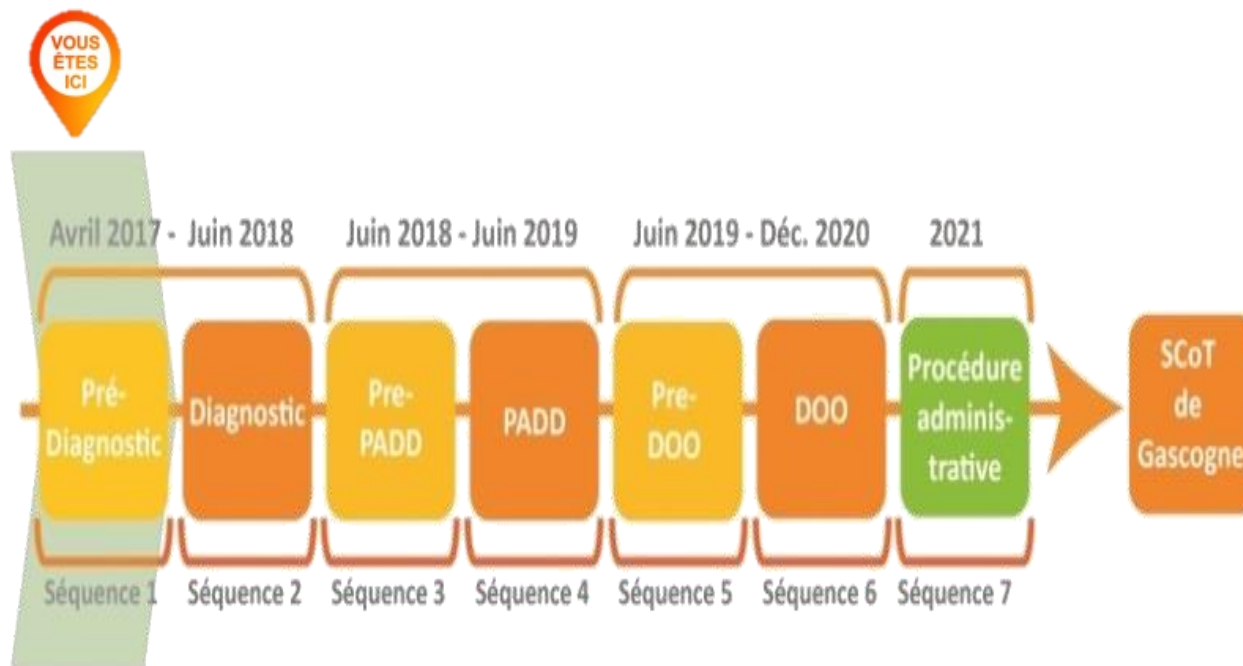 VOUS
ÊTES
ICI
Avril 2017 - Juin 2018
Juin 2018 - Juin 2019
Juin 2019 - Déc. 2020
2021
Pré-
Diagnostic
Diagnostic
Pre-
PADD
PADD
Pre-
DOO
DOO
Procédure
adminis-
trative
SCoT
de
Gascogne
Séquence 1
Séquence 2
Séquence 3
Séquence 4
Séquence 5
Séquence 6
Séquence 7